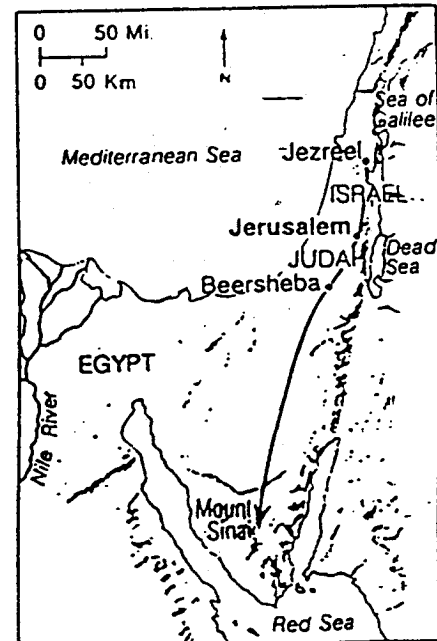 0 50 Mi.
0 50 Km
N
Sea of
Galilee
Mediterranean Sea
Jezreel
ISRAEL
Jerusalem
JUDAH
Dead
Sea
Beersheba
EGYPT
Nile River
Mount
Sinai
Red Sea